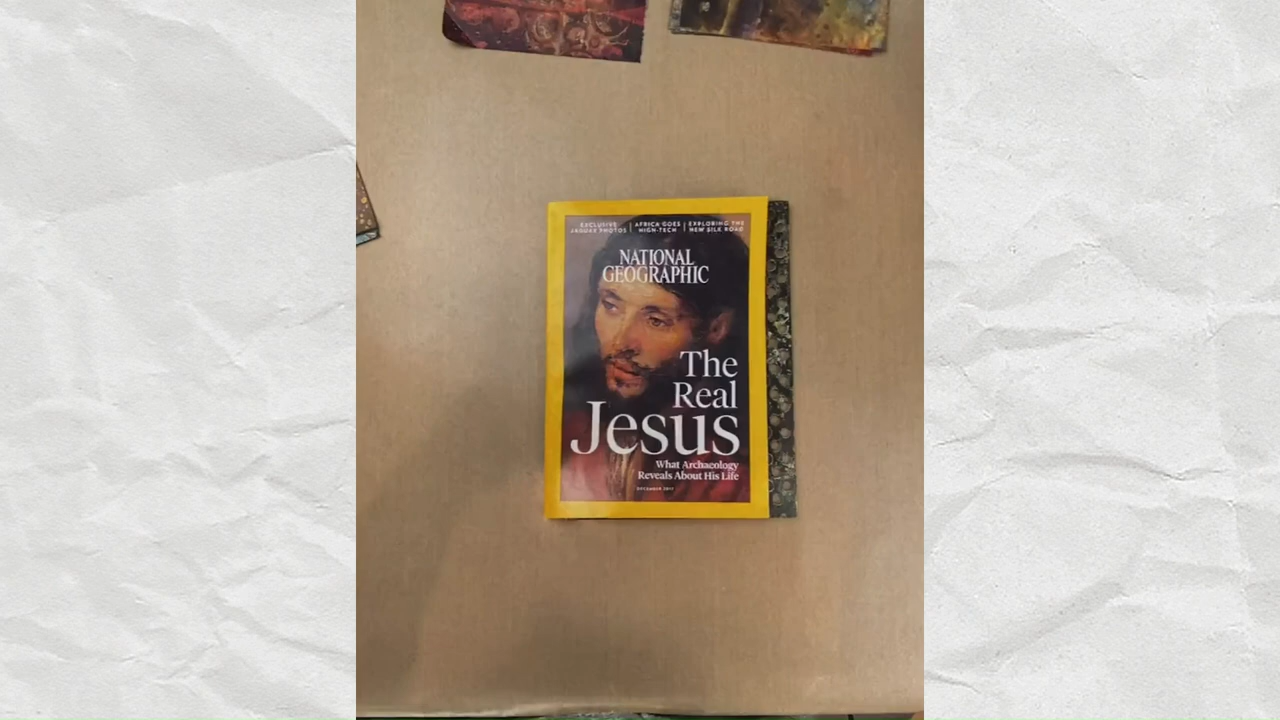 EXCLUSIVE JAGUAR PHOTOS
AFRICA GOES HIGH-TECH
EXPLORING THE NEW SILK ROAD
NATIONAL
GEOGRAPHIC
The
Real
Jesus
What Archaeology
Reveals About His Life
DECEMBER 2017